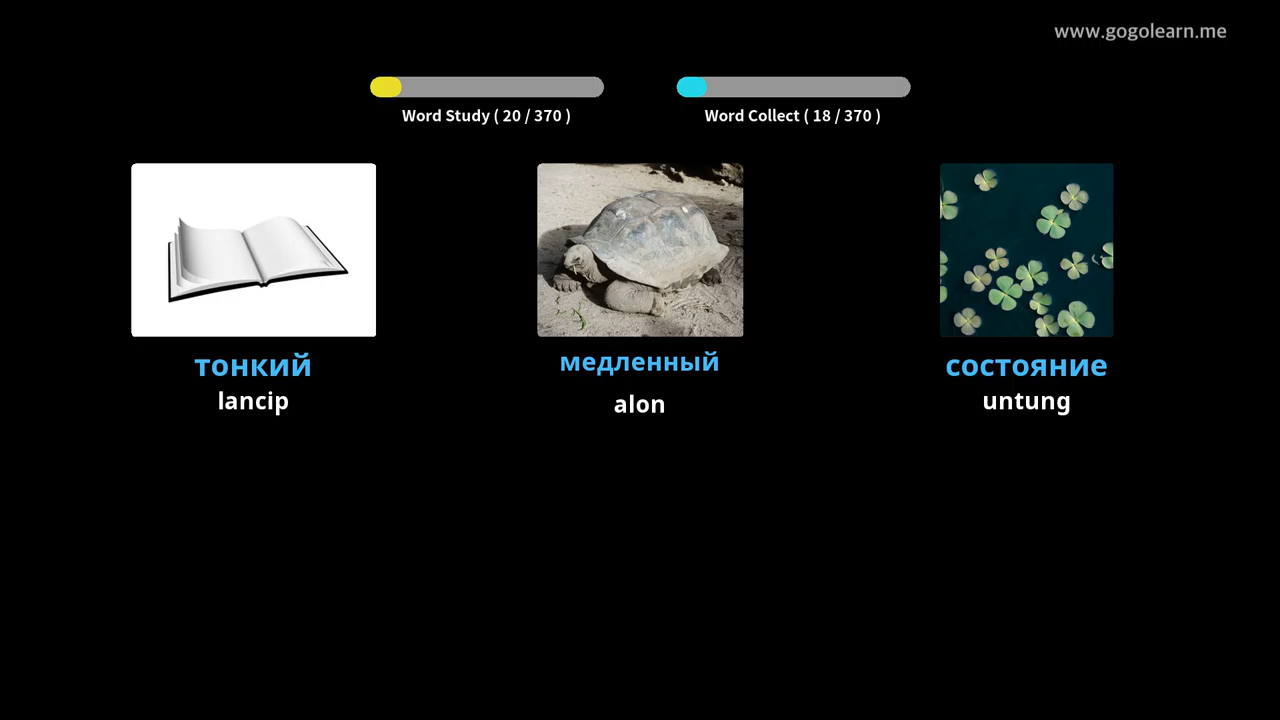 www.gogolearn.me
Word Study ( 20 / 370 )
Word Collect ( 18 / 370 )
тонкий
lancip
медленный
alon
состояние
untung